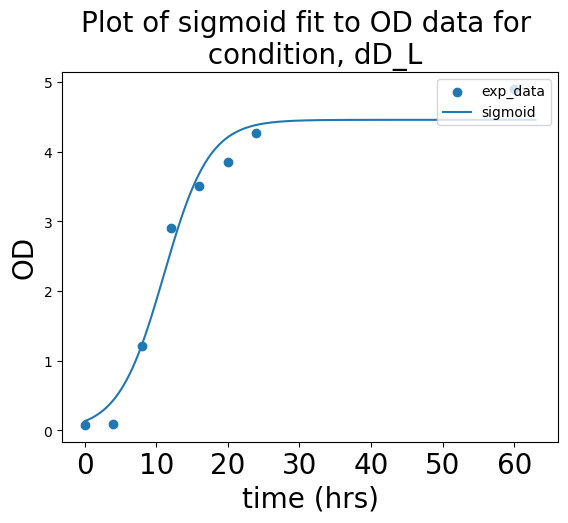 Plot of sigmoid fit to OD data for
condition, dD_L
5
4
3
2
1
0
OD
exp_data
sigmoid
0 10 20 30 40 50 60
time (hrs)